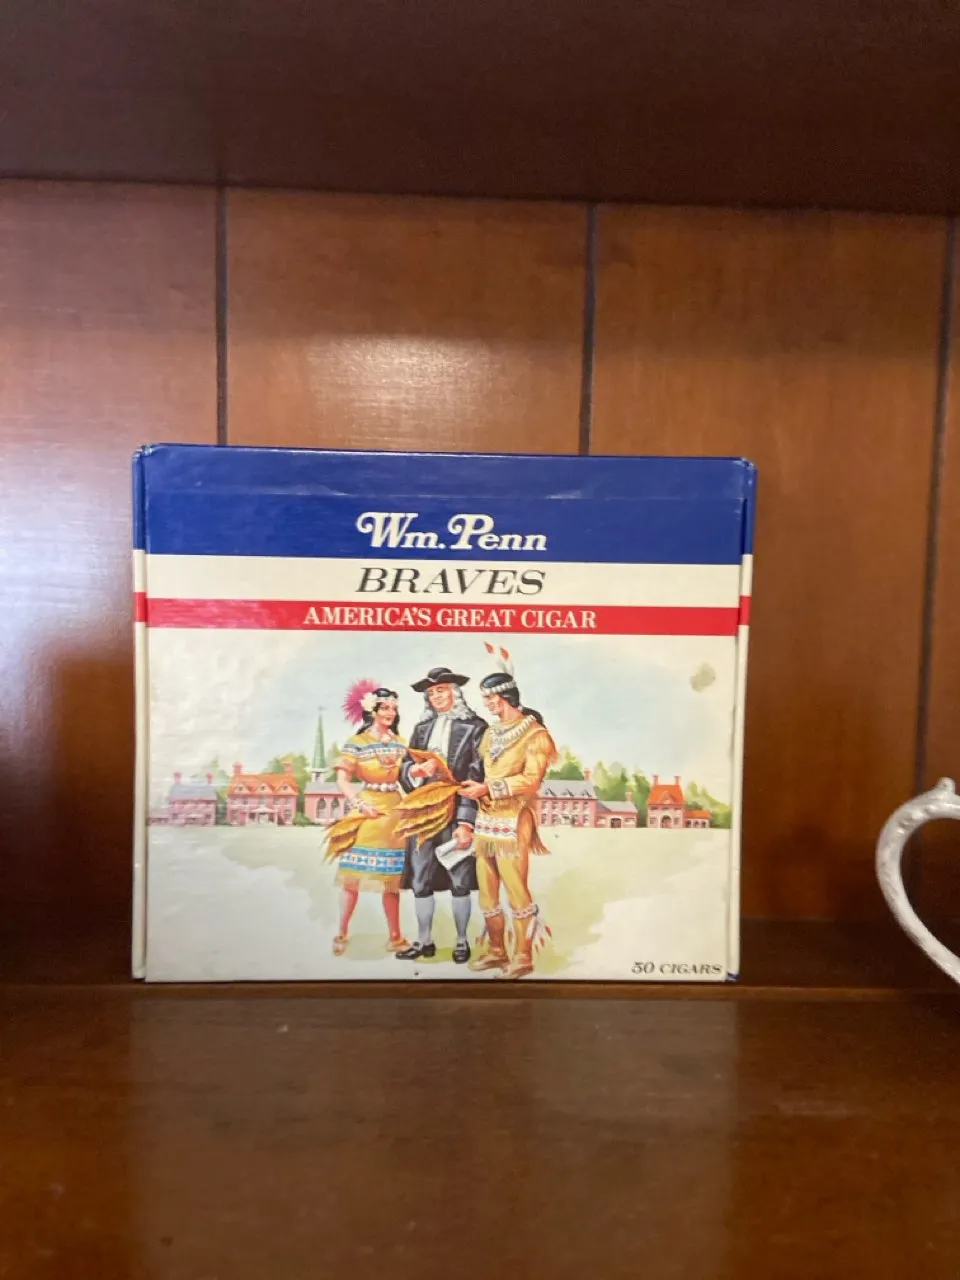 Wm. Penn
BRAVES
AMERICA'S GREAT CIGAR
50 CIGARS